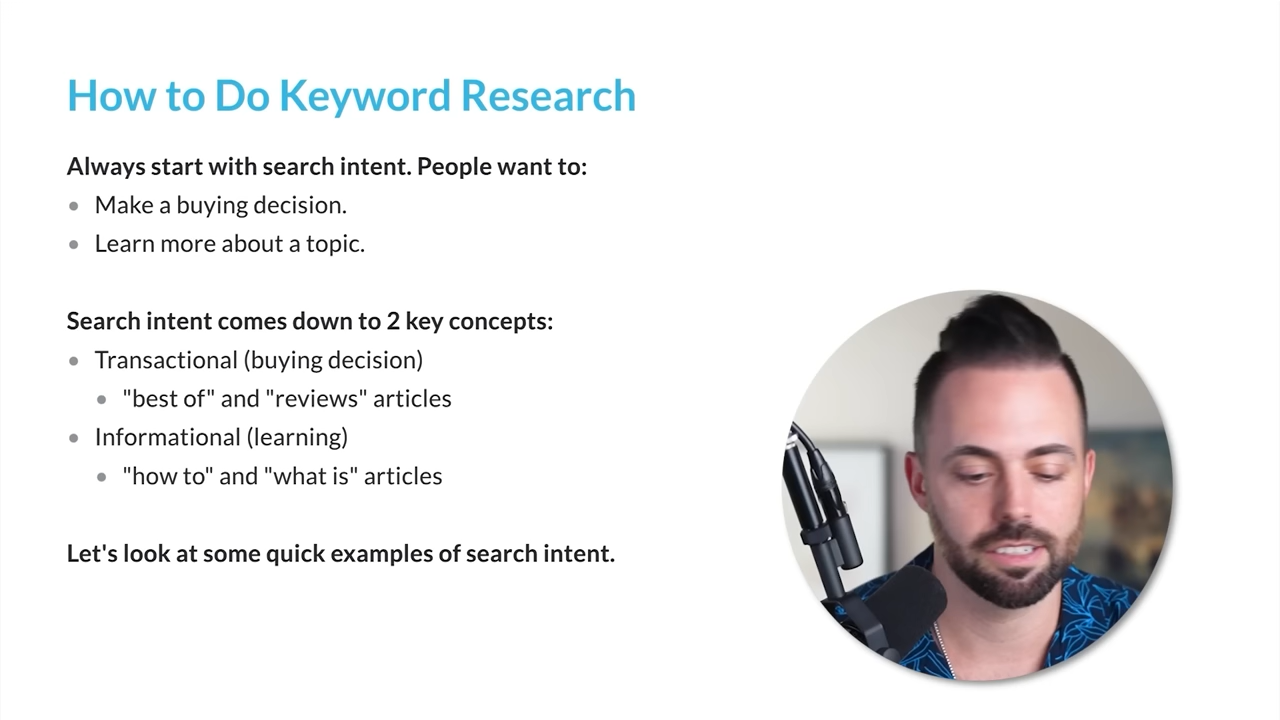 How to Do Keyword Research
Always start with search intent. People want to:
• Make a buying decision.
• Learn more about a topic.
Search intent comes down to 2 key concepts:
• Transactional (buying decision)
• "best of" and "reviews" articles
• Informational (learning)
• "how to" and "what is" articles
Let's look at some quick examples of search intent.